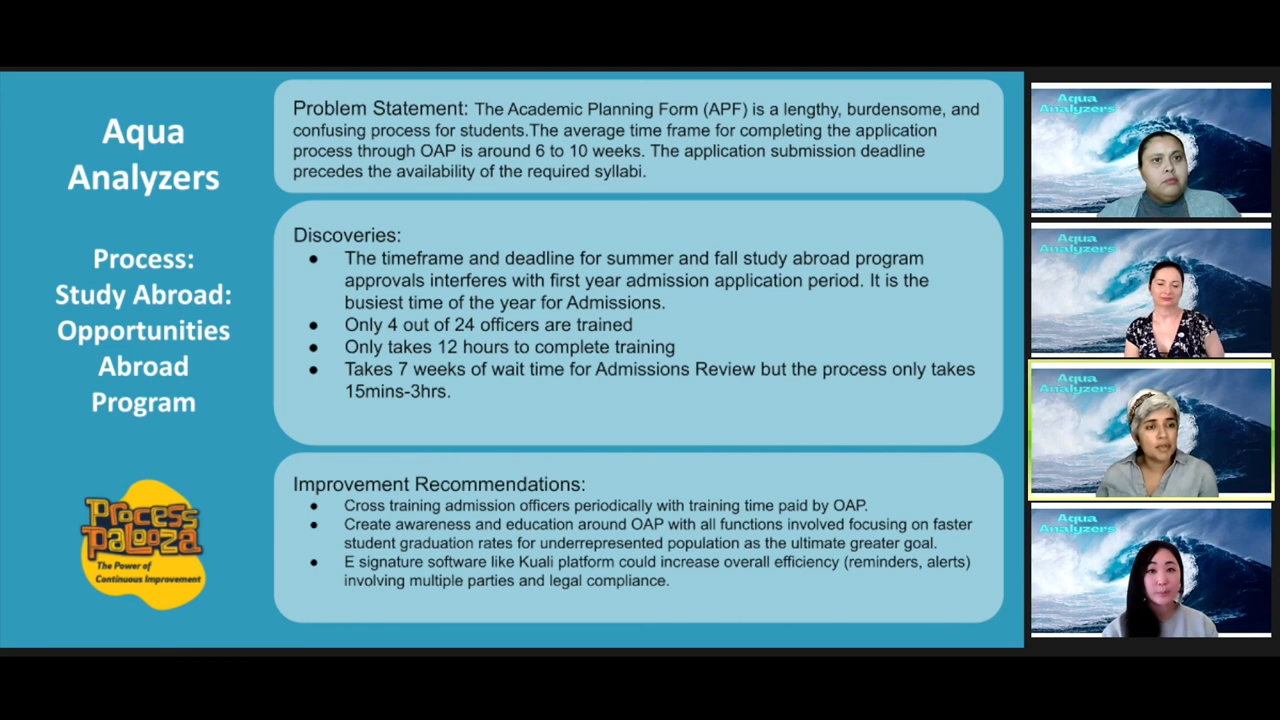 Aqua
Analyzers
Process:
Study Abroad:
Opportunities
Abroad
Program
Process
Palooza
The Power of
Continuous Improvement
Problem Statement: The Academic Planning Form (APF) is a lengthy, burdensome, and
confusing process for students.The average time frame for completing the application
process through OAP is around 6 to 10 weeks. The application submission deadline
precedes the availability of the required syllabi.
Discoveries:
● The timeframe and deadline for summer and fall study abroad program
approvals interferes with first year admission application period. It is the
busiest time of the year for Admissions.
● Only 4 out of 24 officers are trained
● Only takes 12 hours to complete training
● Takes 7 weeks of wait time for Admissions Review but the process only takes
15mins-3hrs.
Improvement Recommendations:
● Cross training admission officers periodically with training time paid by OAP.
● Create awareness and education around OAP with all functions involved focusing on faster
student graduation rates for underrepresented population as the ultimate greater goal.
● E signature software like Kuali platform could increase overall efficiency (reminders, alerts)
involving multiple parties and legal compliance.
Aqua
Analyzers
Aqua
Analyzers
Aqua
Analyzers
Aqua
Analyzers